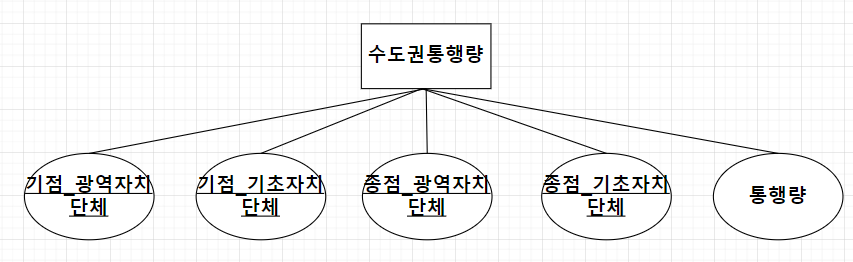 수도권통행량
기점_광역자치
단체
기점_기초자치
단체
종점_광역자치
단체
종점_기초자치
단체
통행량